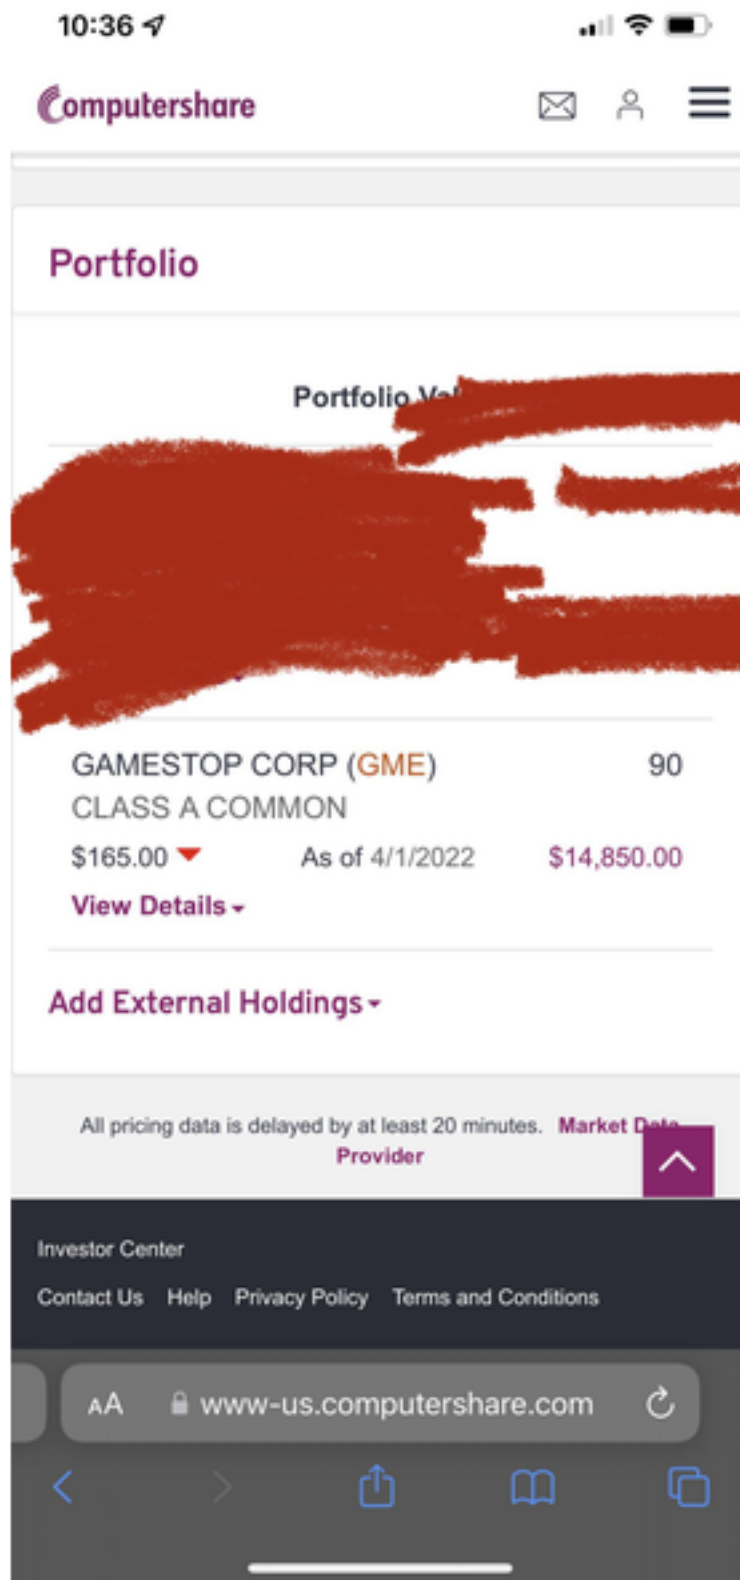 10:36
Computershare
Portfolio
Portfolio
GAMESTOP CORP (GME) 90
CLASS A COMMON
$165.00 As of 4/1/2022 $14,850.00
View Details
Add External Holdings
All pricing data is delayed by at least 20 minutes. Market Data
Provider
Investor Center
Contact Us Help Privacy Policy Terms and Conditions
AA www-us.computershare.com